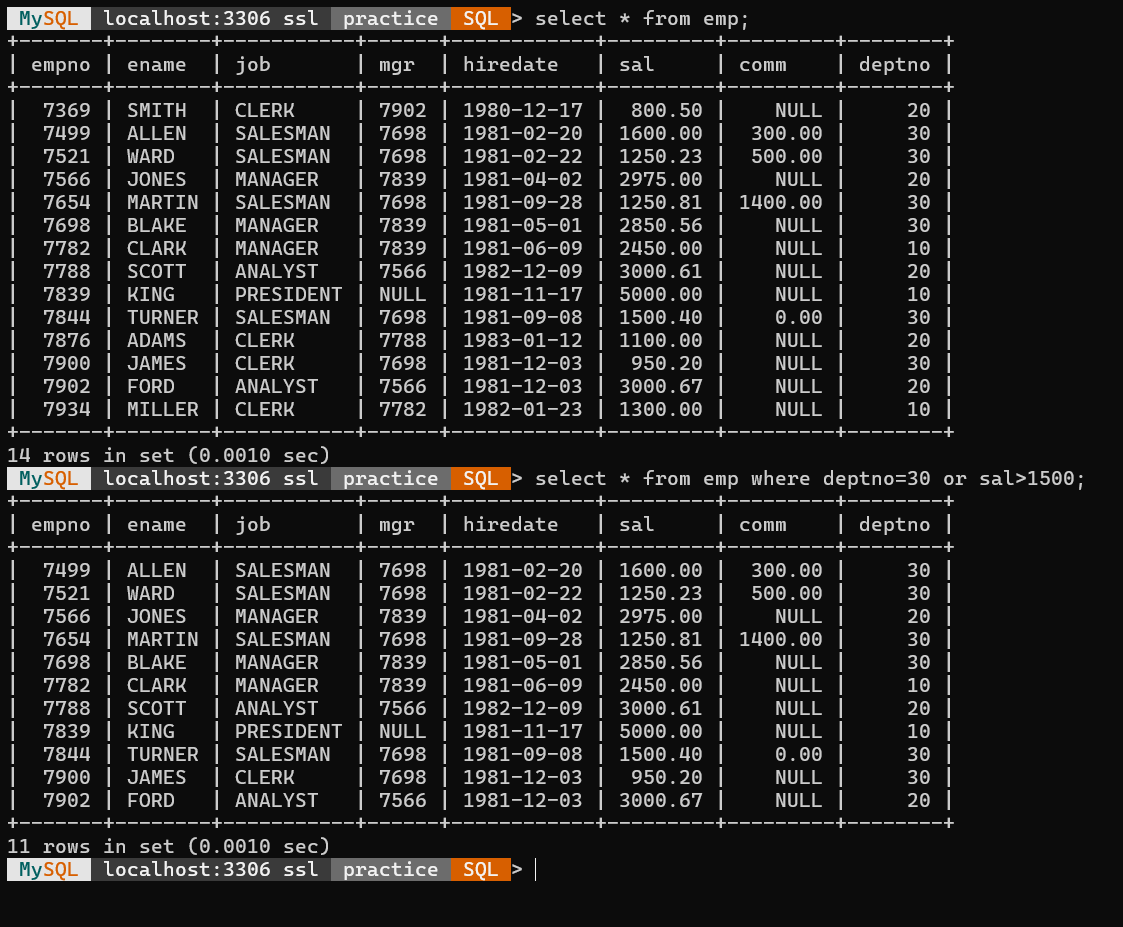 MySQL localhost:3306 ssl practice SQL > select * from emp;
+-------+--------+-----------+------+------------+---------+---------+--------+
| empno | ename  | job       | mgr  | hiredate   | sal     | comm    | deptno |
+-------+--------+-----------+------+------------+---------+---------+--------+
|  7369 | SMITH  | CLERK     | 7902 | 1980-12-17 |  800.50 |    NULL |     20 |
|  7499 | ALLEN  | SALESMAN  | 7698 | 1981-02-20 | 1600.00 |  300.00 |     30 |
|  7521 | WARD   | SALESMAN  | 7698 | 1981-02-22 | 1250.23 |  500.00 |     30 |
|  7566 | JONES  | MANAGER   | 7839 | 1981-04-02 | 2975.00 |    NULL |     20 |
|  7654 | MARTIN | SALESMAN  | 7698 | 1981-09-28 | 1250.81 | 1400.00 |     30 |
|  7698 | BLAKE  | MANAGER   | 7839 | 1981-05-01 | 2850.56 |    NULL |     30 |
|  7782 | CLARK  | MANAGER   | 7839 | 1981-06-09 | 2450.00 |    NULL |     10 |
|  7788 | SCOTT  | ANALYST   | 7566 | 1982-12-09 | 3000.61 |    NULL |     20 |
|  7839 | KING   | PRESIDENT | NULL | 1981-11-17 | 5000.00 |    NULL |     10 |
|  7844 | TURNER | SALESMAN  | 7698 | 1981-09-08 | 1500.40 |    0.00 |     30 |
|  7876 | ADAMS  | CLERK     | 7788 | 1983-01-12 | 1100.00 |    NULL |     20 |
|  7900 | JAMES  | CLERK     | 7698 | 1981-12-03 |  950.20 |    NULL |     30 |
|  7902 | FORD   | ANALYST   | 7566 | 1981-12-03 | 3000.67 |    NULL |     20 |
|  7934 | MILLER | CLERK     | 7782 | 1982-01-23 | 1300.00 |    NULL |     10 |
+-------+--------+-----------+------+------------+---------+---------+--------+
14 rows in set (0.0010 sec)
MySQL localhost:3306 ssl practice SQL > select * from emp where deptno=30 or sal>1500;
+-------+--------+-----------+------+------------+---------+---------+--------+
| empno | ename  | job       | mgr  | hiredate   | sal     | comm    | deptno |
+-------+--------+-----------+------+------------+---------+---------+--------+
|  7499 | ALLEN  | SALESMAN  | 7698 | 1981-02-20 | 1600.00 |  300.00 |     30 |
|  7521 | WARD   | SALESMAN  | 7698 | 1981-02-22 | 1250.23 |  500.00 |     30 |
|  7566 | JONES  | MANAGER   | 7839 | 1981-04-02 | 2975.00 |    NULL |     20 |
|  7654 | MARTIN | SALESMAN  | 7698 | 1981-09-28 | 1250.81 | 1400.00 |     30 |
|  7698 | BLAKE  | MANAGER   | 7839 | 1981-05-01 | 2850.56 |    NULL |     30 |
|  7782 | CLARK  | MANAGER   | 7839 | 1981-06-09 | 2450.00 |    NULL |     10 |
|  7788 | SCOTT  | ANALYST   | 7566 | 1982-12-09 | 3000.61 |    NULL |     20 |
|  7839 | KING   | PRESIDENT | NULL | 1981-11-17 | 5000.00 |    NULL |     10 |
|  7844 | TURNER | SALESMAN  | 7698 | 1981-09-08 | 1500.40 |    0.00 |     30 |
|  7900 | JAMES  | CLERK     | 7698 | 1981-12-03 |  950.20 |    NULL |     30 |
|  7902 | FORD   | ANALYST   | 7566 | 1981-12-03 | 3000.67 |    NULL |     20 |
+-------+--------+-----------+------+------------+---------+---------+--------+
11 rows in set (0.0010 sec)
MySQL localhost:3306 ssl practice SQL >